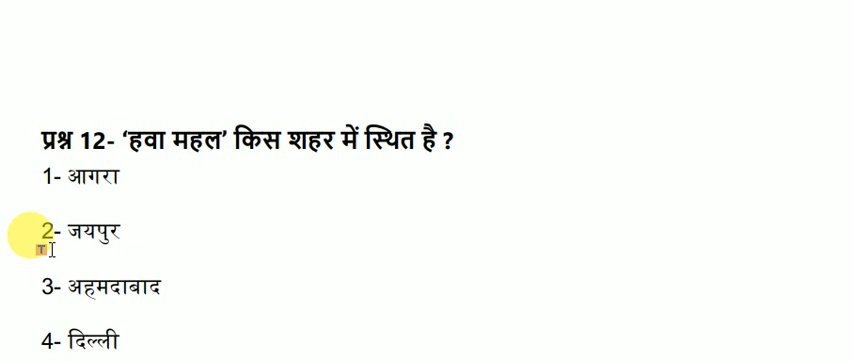 प्रश्न 12- ‘हवा महल’ किस शहर में स्थित है ?
1- आगरा
2- जयपुर
3- अहमदाबाद
4- दिल्ली